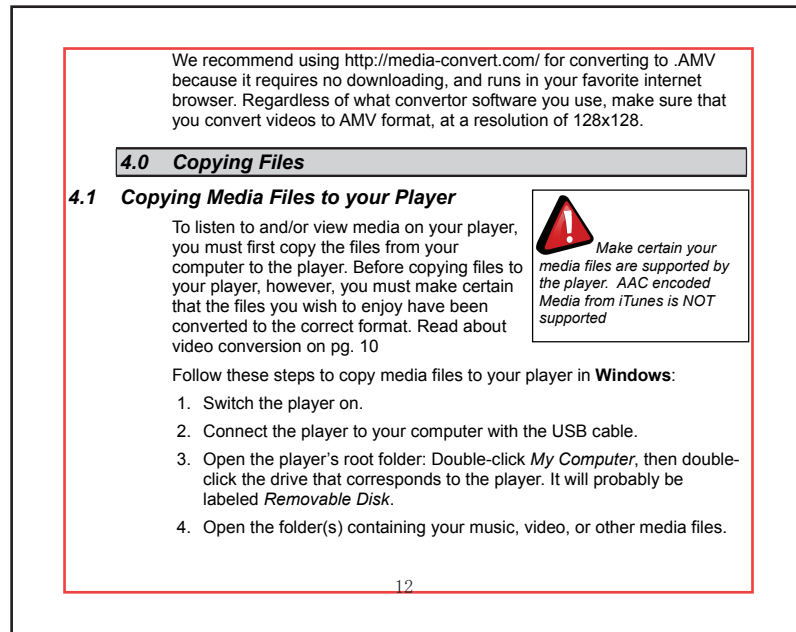 We recommend using http://media-convert.com/ for converting to .AMV
because it requires no downloading, and runs in your favorite internet
browser. Regardless of what convertor software you use, make sure that
you convert videos to AMV format, at a resolution of 128x128.
4.0 Copying Files
4.1 Copying Media Files to your Player
To listen to and/or view media on your player,
you must first copy the files from your
computer to the player. Before copying files to
your player, however, you must make certain
that the files you wish to enjoy have been
converted to the correct format. Read about
video conversion on pg. 10
Make certain your
media files are supported by
the player. AAC encoded
Media from iTunes is NOT
supported
Follow these steps to copy media files to your player in Windows:
1. Switch the player on.
2. Connect the player to your computer with the USB cable.
3. Open the player's root folder: Double-click My Computer, then double-
click the drive that corresponds to the player. It will probably be
labeled Removable Disk.
4. Open the folder(s) containing your music, video, or other media files.
12